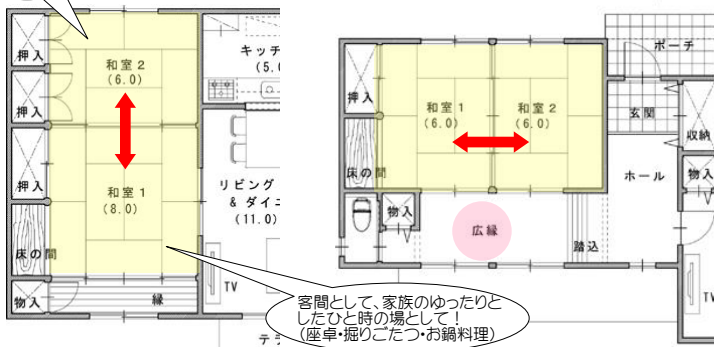 押入
和室2
(6.0)
押入
押入
和室1
(8.0)
床の間
物入
縁
キッチ
(5.
リビング
& ダイニ
(11.0)
TV
テラ
ポーチ
押入
和室1
(6.0)
和室2
(6.0)
玄関
収納
床の間
ホール
物入
物入
広縁
踏込
TV
客間として、家族のゆったりと
したひと時の場として!
(座卓・掘りごたつ・お鍋料理)